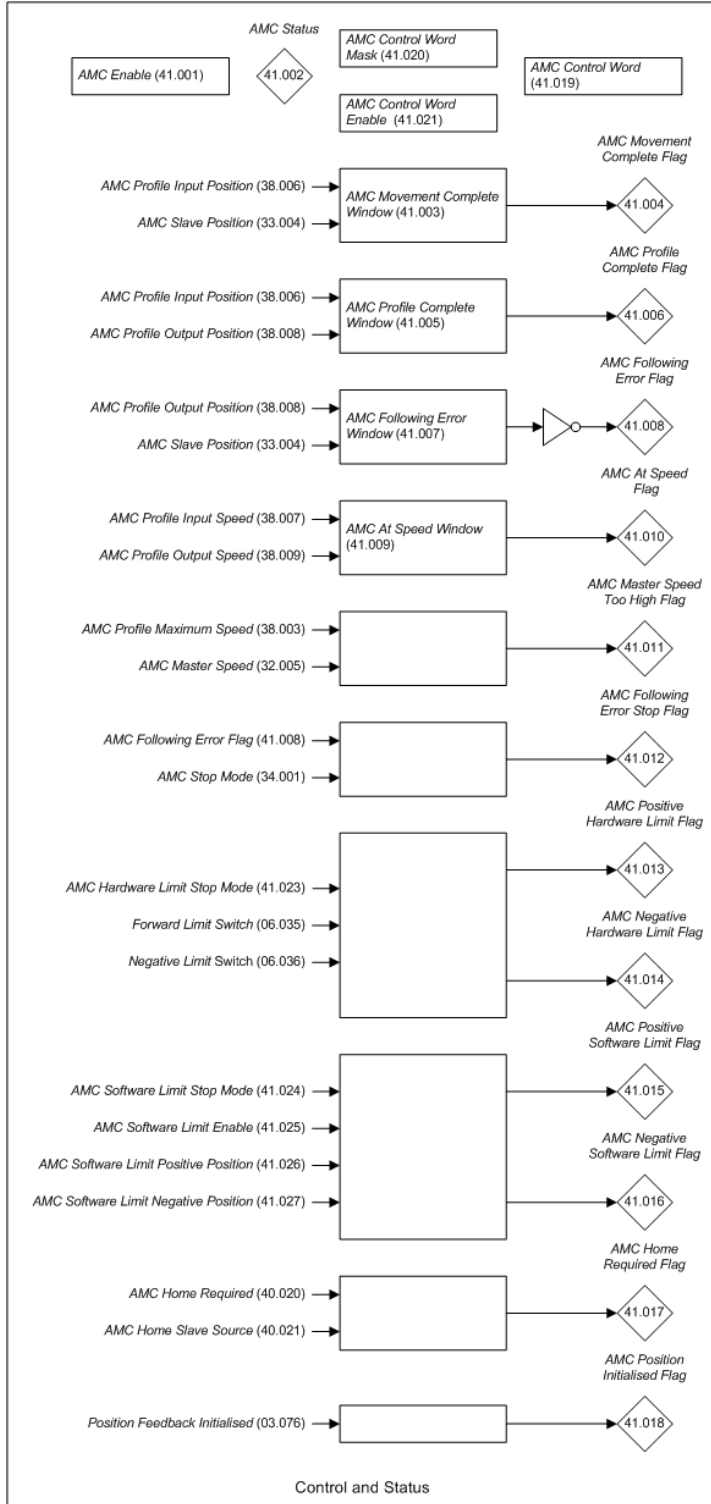 AMC Status
AMC Enable (41.001)
41.002
AMC Control Word
Mask (41.020)
AMC Control Word
Enable (41.021)
AMC Control Word
(41.019)
AMC Movement
Complete Flag
AMC Profile Input Position (38.006)
AMC Slave Position (33.004)
AMC Movement Complete
Window (41.003)
41.004
AMC Profile
Complete Flag
AMC Profile Input Position (38.006)
AMC Profile Output Position (38.008)
AMC Profile Complete
Window (41.005)
41.006
AMC Following
Error Flag
AMC Profile Output Position (38.008)
AMC Slave Position (33.004)
AMC Following Error
Window (41.007)
41.008
AMC At Speed
Flag
AMC Profile Input Speed (38.007)
AMC Profile Output Speed (38.009)
AMC At Speed Window
(41.009)
41.010
AMC Master Speed
Too High Flag
AMC Profile Maximum Speed (38.003)
AMC Master Speed (32.005)
41.011
AMC Following
Error Stop Flag
AMC Following Error Flag (41.008)
AMC Stop Mode (34.001)
41.012
AMC Positive
Hardware Limit Flag
41.013
AMC Hardware Limit Stop Mode (41.023)
Forward Limit Switch (06.035)
Negative Limit Switch (06.036)
AMC Negative
Hardware Limit Flag
41.014
AMC Positive
Software Limit Flag
41.015
AMC Software Limit Stop Mode (41.024)
AMC Software Limit Enable (41.025)
AMC Software Limit Positive Position (41.026)
AMC Software Limit Negative Position (41.027)
AMC Negative
Software Limit Flag
41.016
AMC Home
Required Flag
AMC Home Required (40.020)
AMC Home Slave Source (40.021)
41.017
AMC Position
Initialised Flag
Position Feedback Initialised (03.076)
41.018
Control and Status